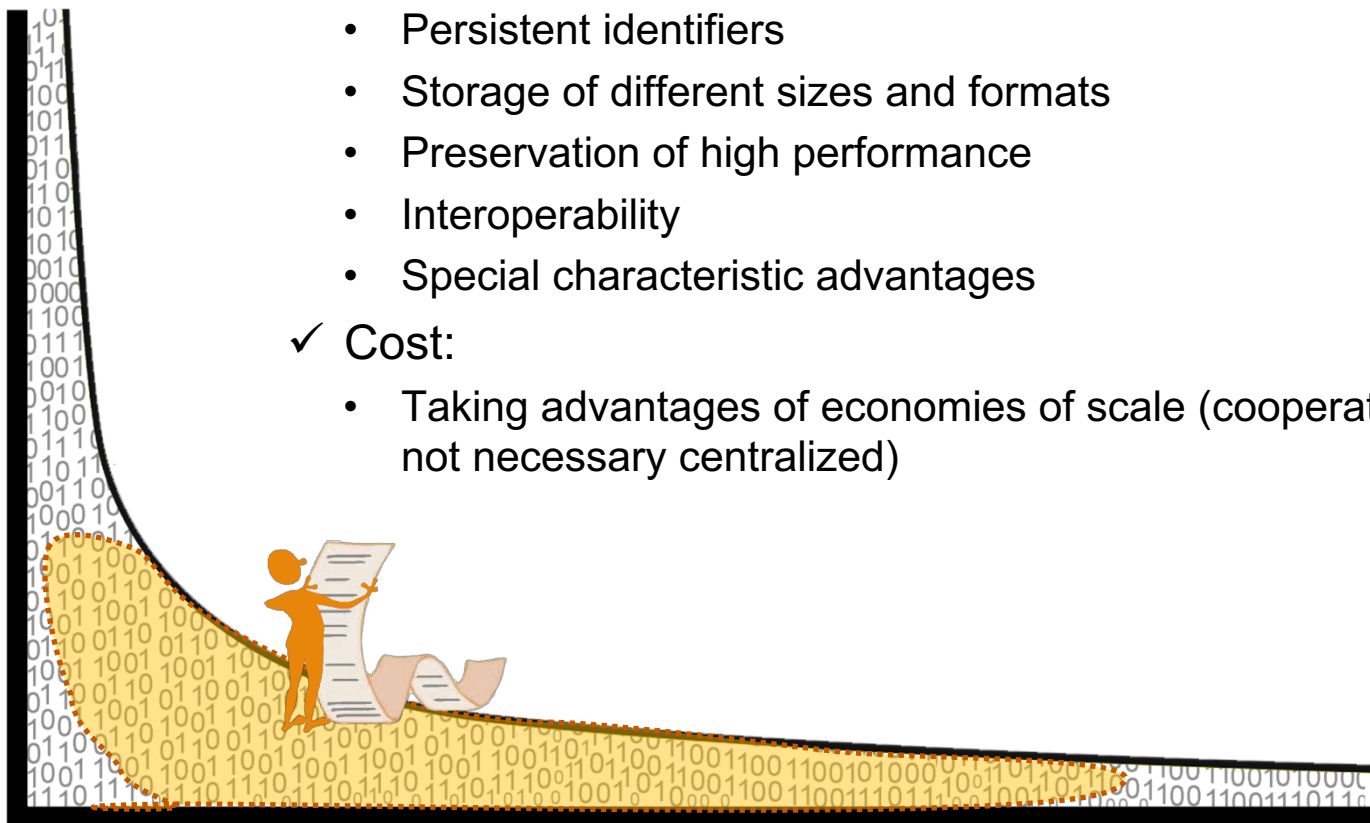 • Persistent identifiers
• Storage of different sizes and formats
• Preservation of high performance
• Interoperability
• Special characteristic advantages
✓ Cost:
• Taking advantages of economies of scale (cooperat
not necessary centralized)